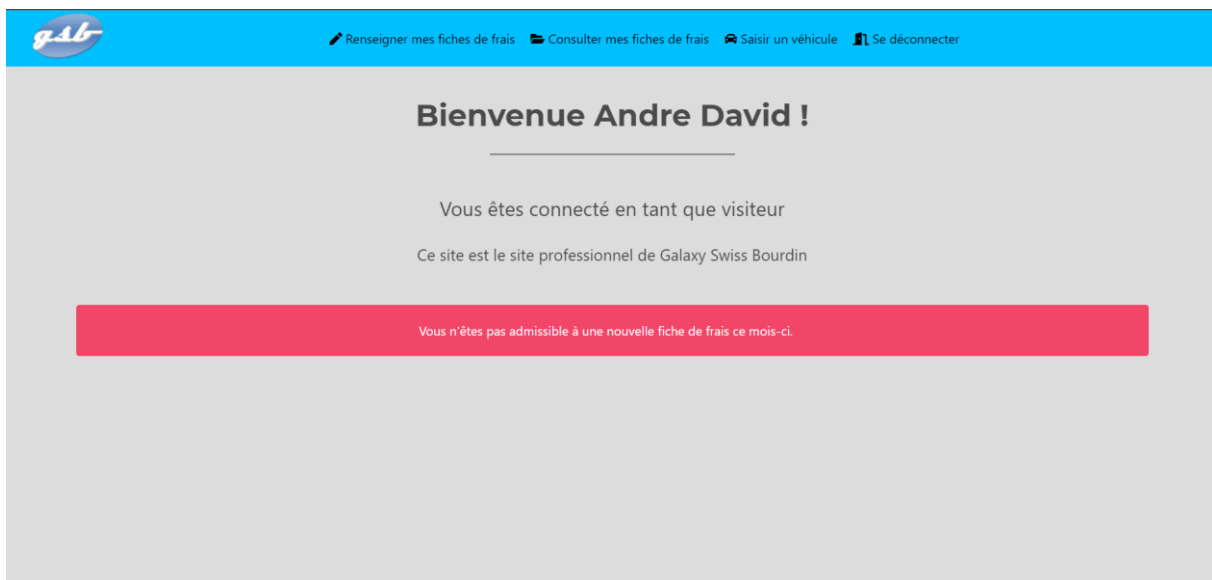 gsb
Renseigner mes fiches de frais Consulter mes fiches de frais Saisir un véhicule Se déconnecter
Bienvenue Andre David !
Vous êtes connecté en tant que visiteur
Ce site est le site professionnel de Galaxy Swiss Bourdin
Vous n'êtes pas admissible à une nouvelle fiche de frais ce mois-ci.